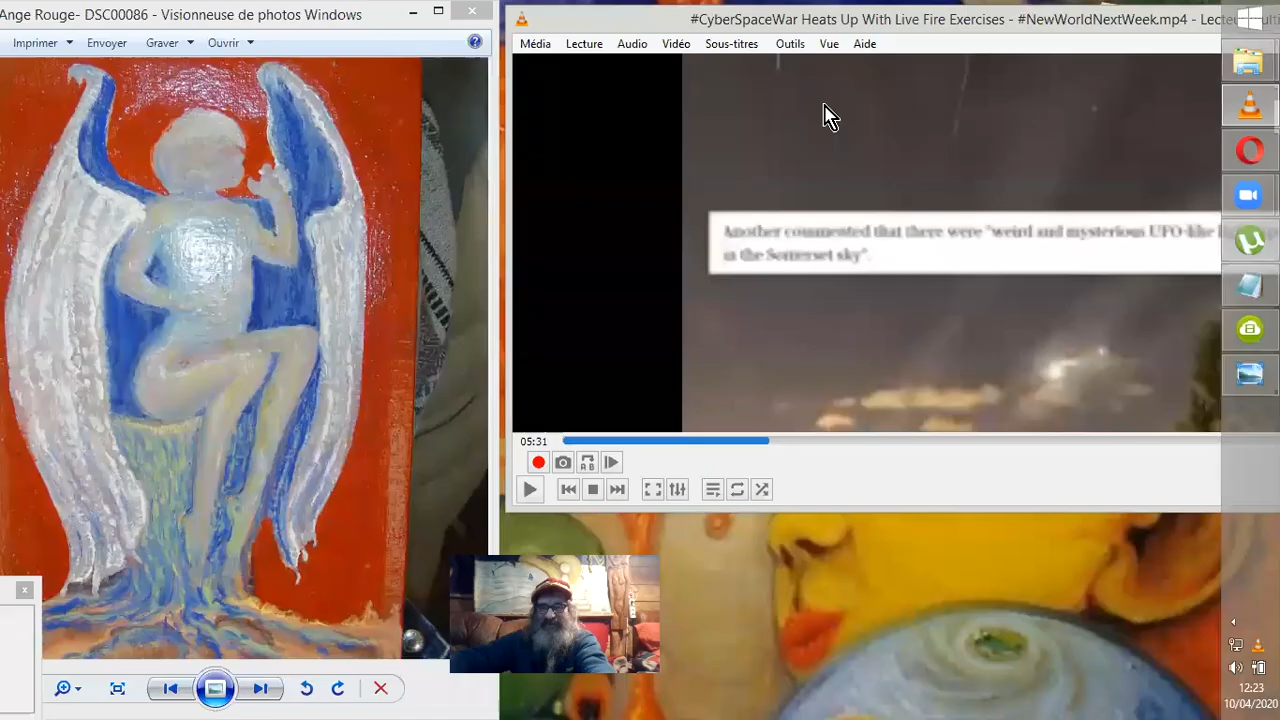 Ange Rouge- DSC00086 - Visionneuse de photos Windows
Imprimer Envoyer Graver Ouvrir
#CyberSpaceWar Heats Up With Live Fire Exercises - #NewWorldNextWeek.mp4 - Lecteur
Média Lecture Audio Vidéo Sous-titres Outils Vue Aide
Another commented that there were "weird and mysterious UFO-like
in the Somerset sky".
05:31
12:23
10/04/2020